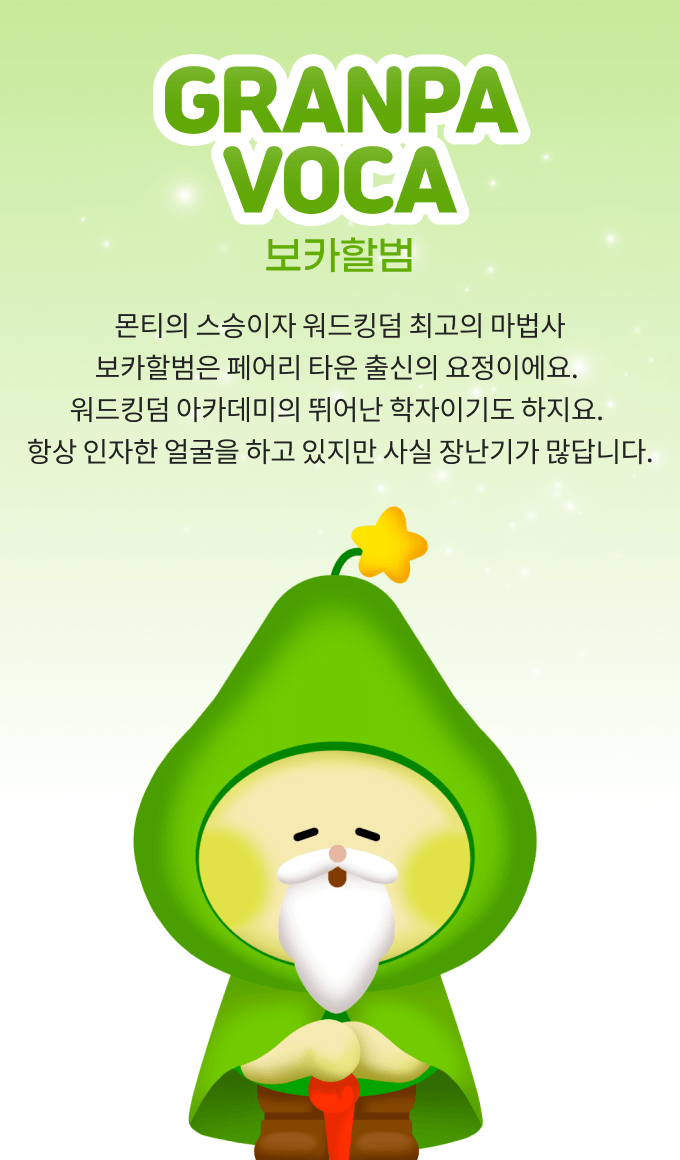 GRANPA
VOCA
보카할범
몬티의 스승이자 워드킹덤 최고의 마법사
보카할범은 페어리 타운 출신의 요정이에요.
워드킹덤 아카데미의 뛰어난 학자이기도 하지요.
항상 인자한 얼굴을 하고 있지만 사실 장난기가 많답니다.